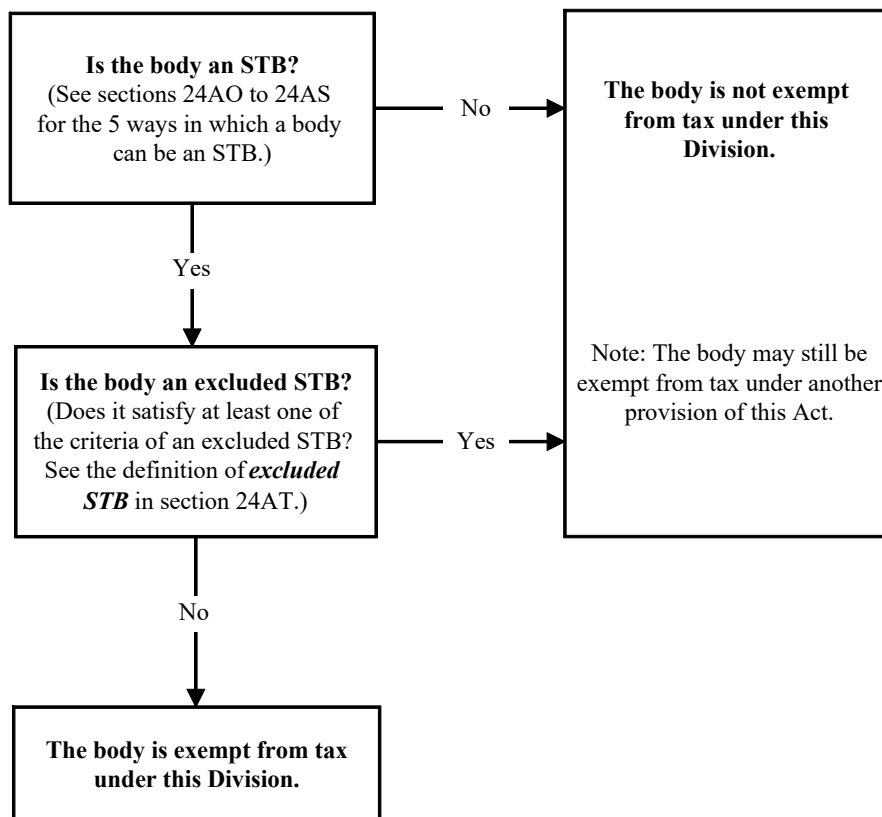 Is the body an STB?
(See sections 24AO to 24AS
for the 5 ways in which a body
can be an STB.)
No
The body is not exempt
from tax under this
Division.
Yes
Note: The body may still be
exempt from tax under another
provision of this Act.
Is the body an excluded STB?
(Does it satisfy at least one of
the criteria of an excluded STB?
See the definition of excluded
STB in section 24AT.)
Yes
No
The body is exempt from tax
under this Division.